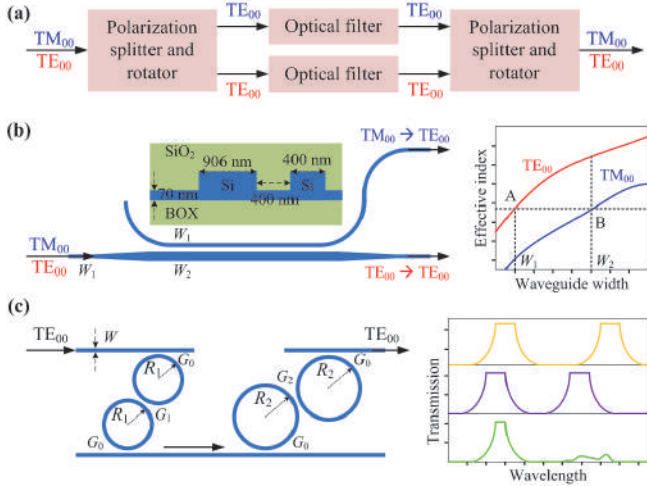 (a)
TM00
TE00
Polarization
splitter and
rotator
TE00
Optical filter
TE00
TE00
Optical filter
TE00
Polarization
splitter and
rotator
TM00
TE00
(b)
SiO2
906 nm
400 nm
Si
Si
70 nm
400 nm
BOX
TM00 → TE00
W1
TM00
TE00
W1
W2
TE00 → TE00
Effective index
TE00
TM00
A
B
W1
W2
Waveguide width
(c)
TE00
W
G0
R1
R1
G1
G0
TE00
G0
R2
G2
R2
G0
Transmission
Wavelength